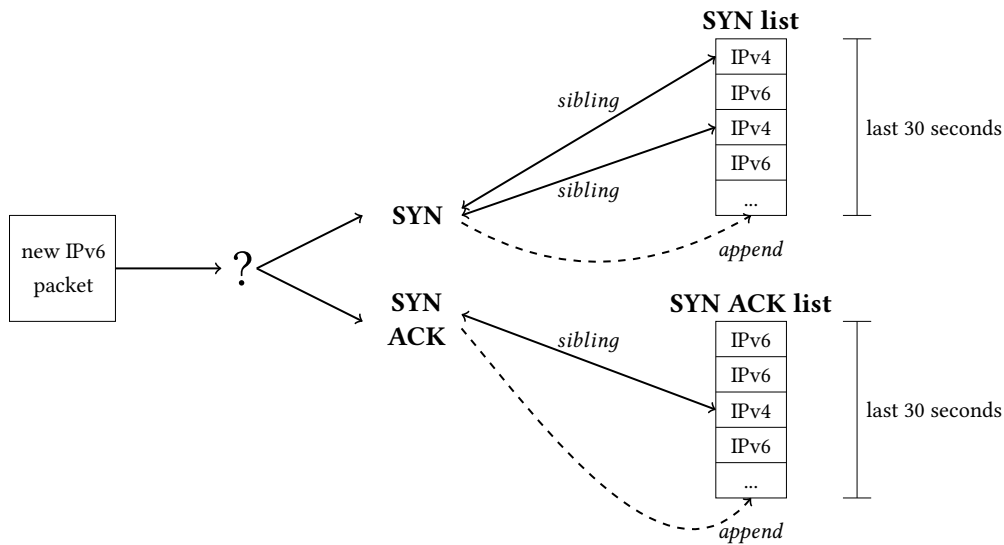 SYN list
IPv4
IPv6
IPv4
IPv6
...
last 30 seconds
sibling
sibling
SYN
append
new IPv6
packet
?
SYN
ACK
sibling
SYN ACK list
IPv6
IPv6
IPv4
IPv6
...
last 30 seconds
append